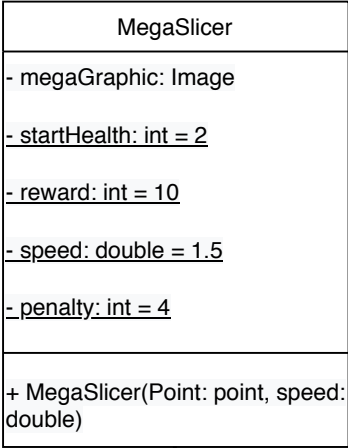 MegaSlicer
- megaGraphic: Image
- startHealth: int = 2
- reward: int = 10
- speed: double = 1.5
- penalty: int = 4
+ MegaSlicer(Point: point, speed:
double)